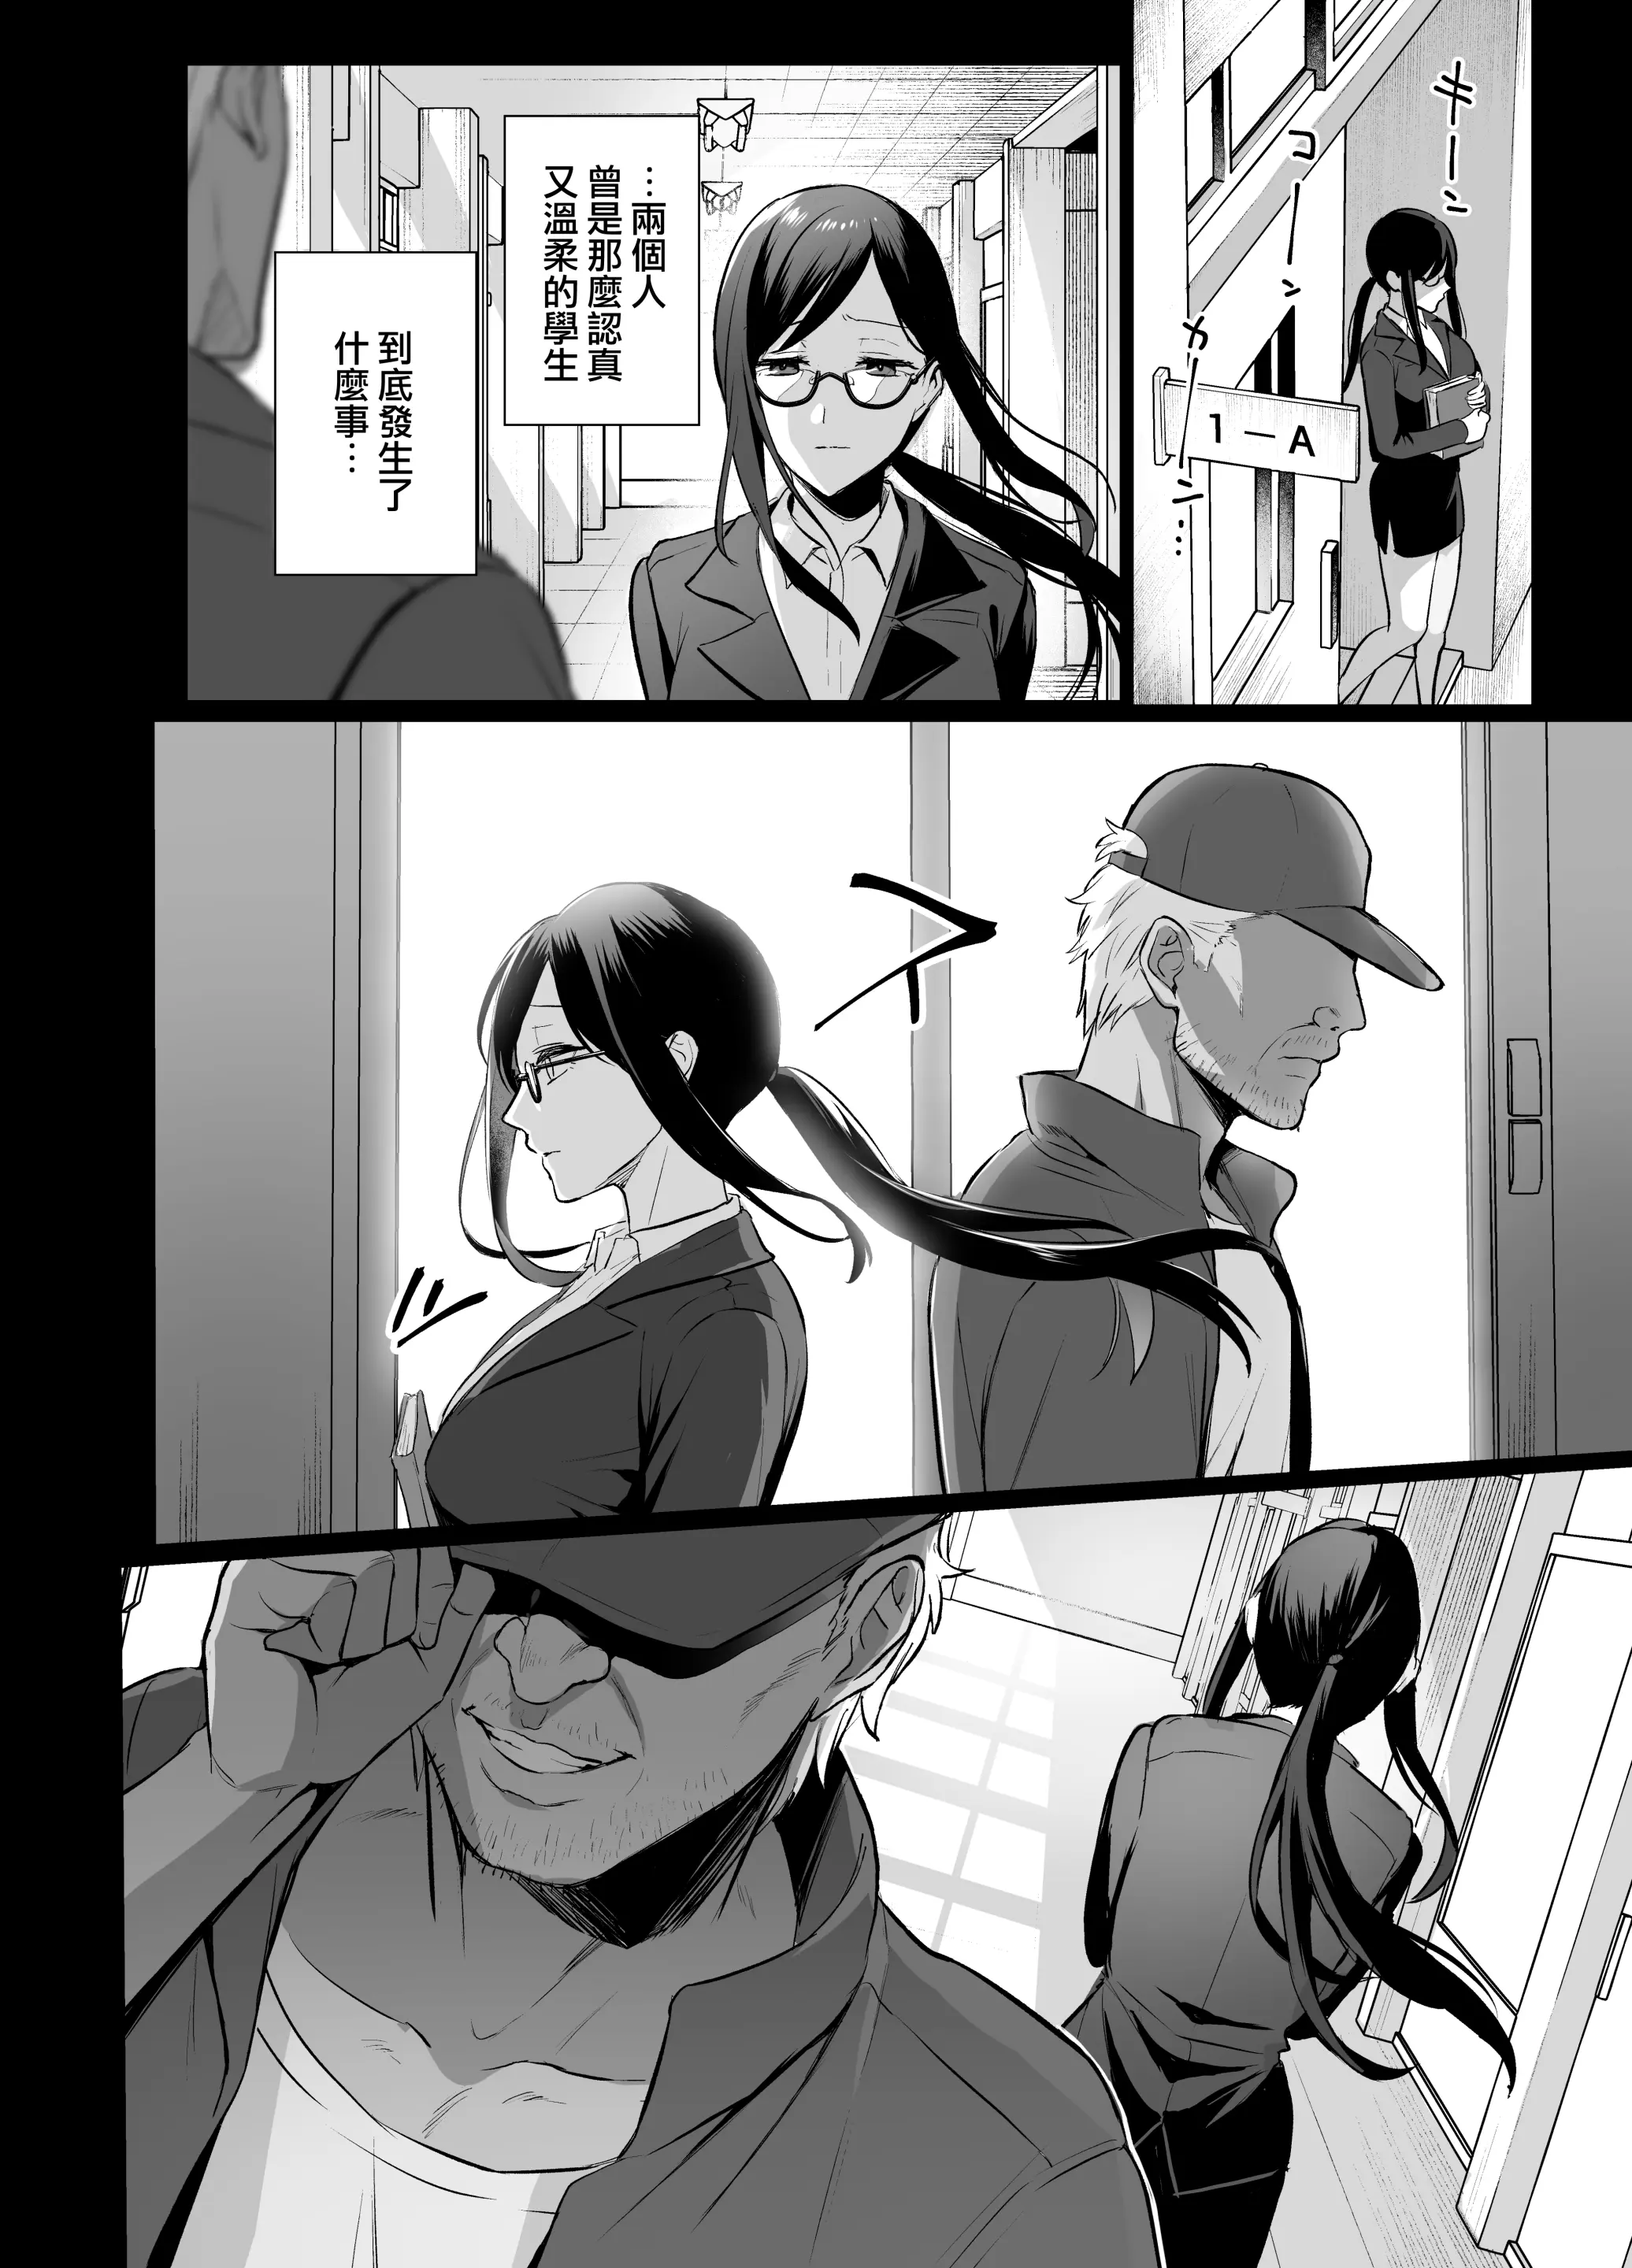 キーン
コーン
カーン…
1-A
…兩個人
曾是那麼認真
又溫柔的學生
到底發生了
什麼事…